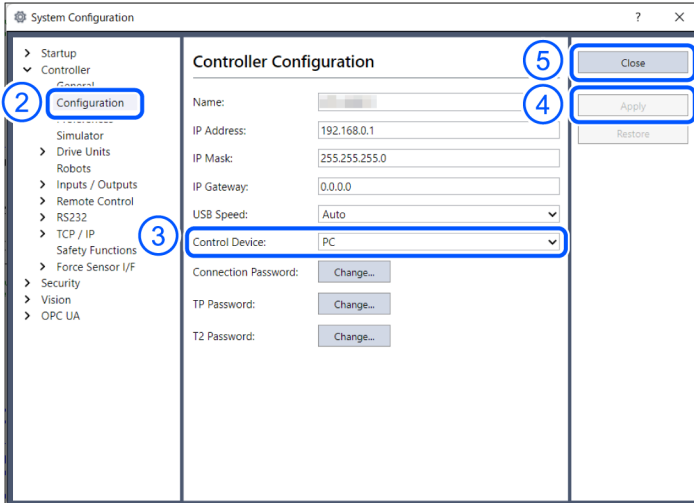 System Configuration
? ×
Startup
Controller
General
Configuration
Preferences
Simulator
Drive Units
Robots
Inputs / Outputs
Remote Control
RS232
TCP / IP
Safety Functions
Force Sensor I/F
Security
Vision
OPC UA
2
Controller Configuration
Name:
IP Address: 192.168.0.1
IP Mask: 255.255.255.0
IP Gateway: 0.0.0.0
USB Speed: Auto
3
Control Device: PC
Connection Password: Change...
TP Password: Change...
T2 Password: Change...
5
Close
4
Apply
Restore